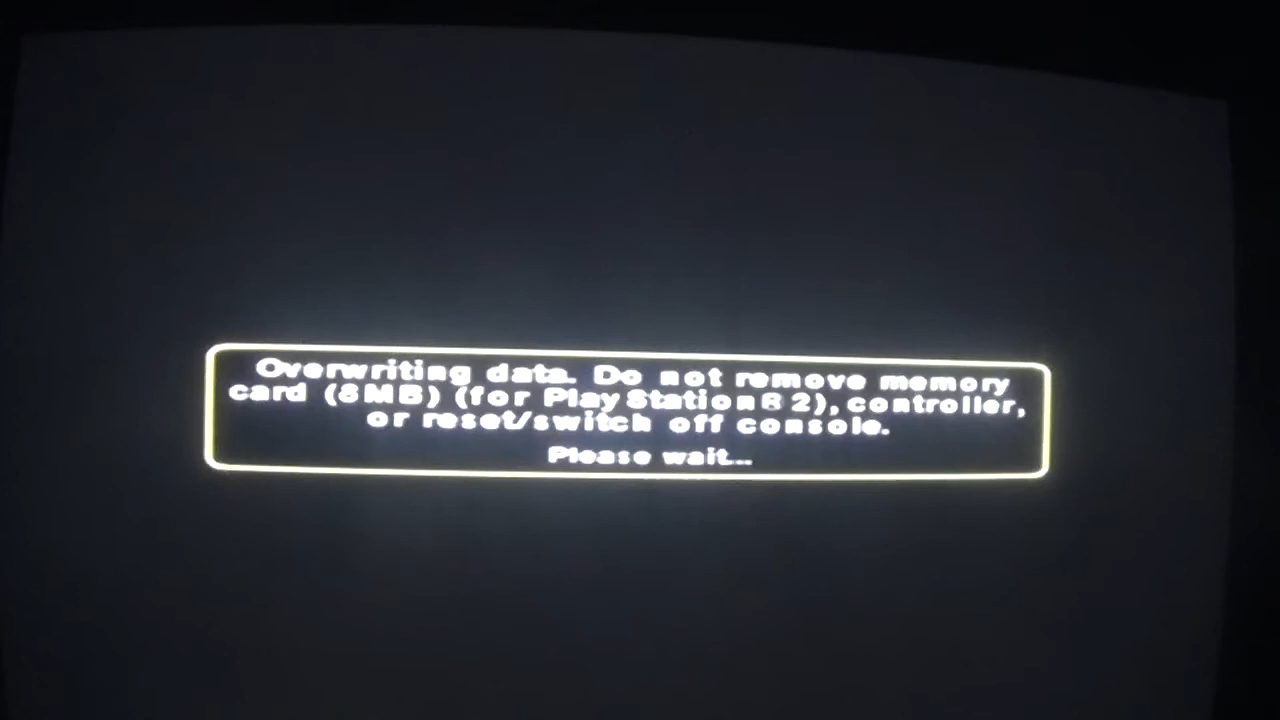 Overwriting data. Do not remove memory
card (8MB) (for PlayStation® 2), controller,
or reset/switch off console.
Please wait...